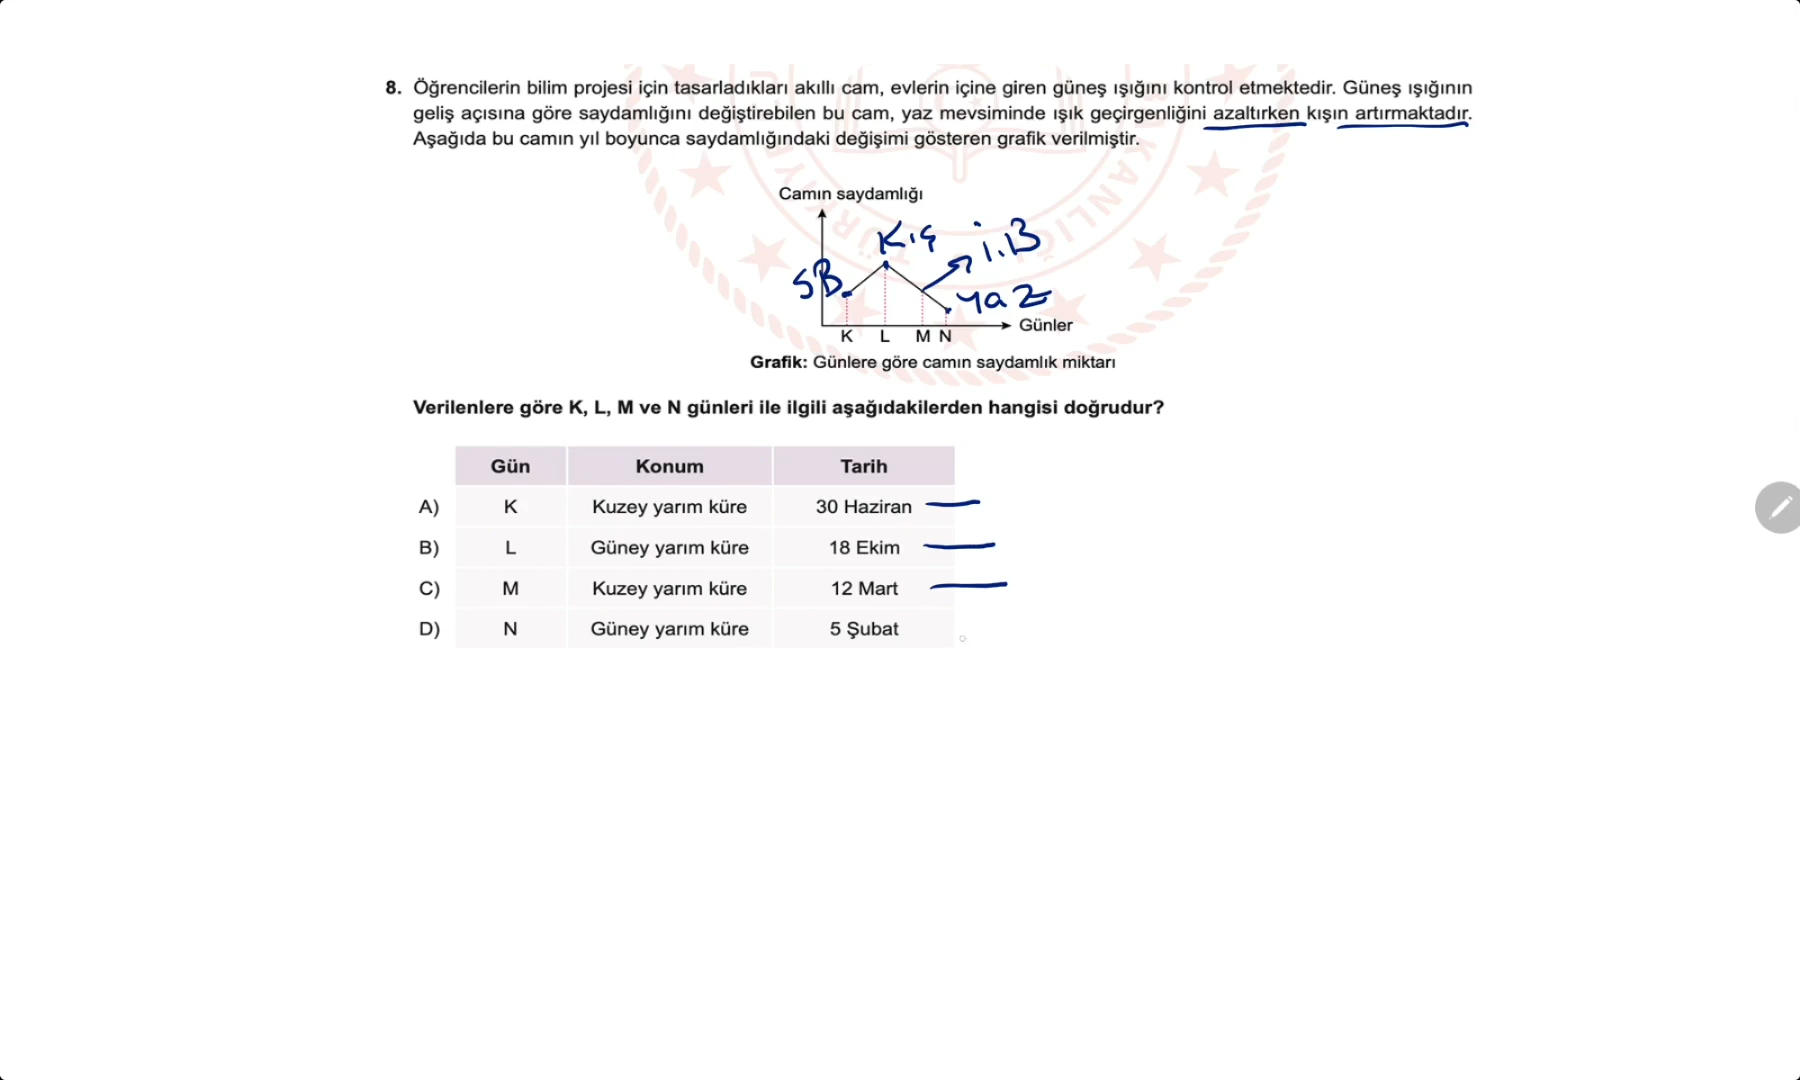 8. Öğrencilerin bilim projesi için tasarladıkları akıllı cam, evlerin içine giren güneş ışığını kontrol etmektedir. Güneş ışığının
geliş açısına göre saydamlığını değiştirebilen bu cam, yaz mevsiminde ışık geçirgenliğini azaltırken kışın artırmaktadır.
Aşağıda bu camın yıl boyunca saydamlığındaki değişimi gösteren grafik verilmiştir.
Camın saydamlığı
Kış
İ.B
SB
yaz
Günler
K L M N
Grafik: Günlere göre camın saydamlık miktarı
Verilenlere göre K, L, M ve N günleri ile ilgili aşağıdakilerden hangisi doğrudur?
Gün Konum Tarih
A) K Kuzey yarım küre 30 Haziran
B) L Güney yarım küre 18 Ekim
C) M Kuzey yarım küre 12 Mart
D) N Güney yarım küre 5 Şubat